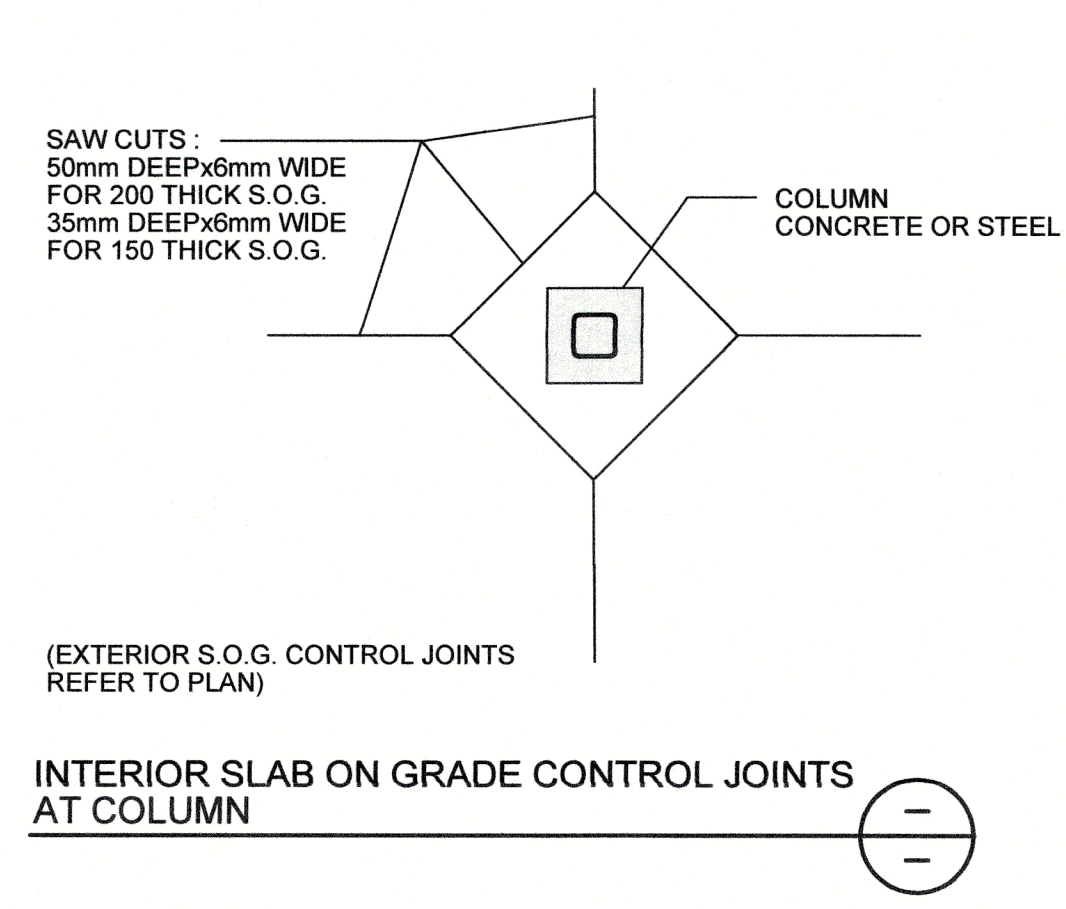 SAW CUTS :
50mm DEEPx6mm WIDE
FOR 200 THICK S.O.G.
35mm DEEPx6mm WIDE
FOR 150 THICK S.O.G.
COLUMN
CONCRETE OR STEEL
(EXTERIOR S.O.G. CONTROL JOINTS
REFER TO PLAN)
INTERIOR SLAB ON GRADE CONTROL JOINTS
AT COLUMN
-
-